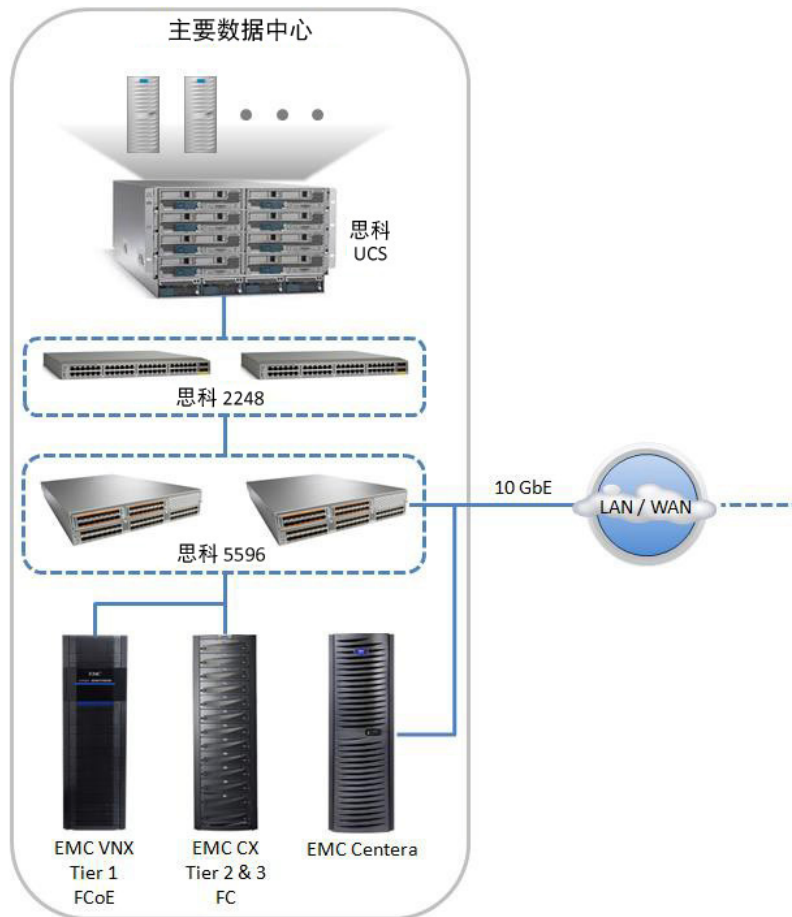 主要数据中心
思科
UCS
思科 2248
思科 5596
10 GbE
LAN / WAN
EMC
EMC VNX
Tier 1
FCoE
EMC CX
Tier 2 & 3
FC
EMC Centera